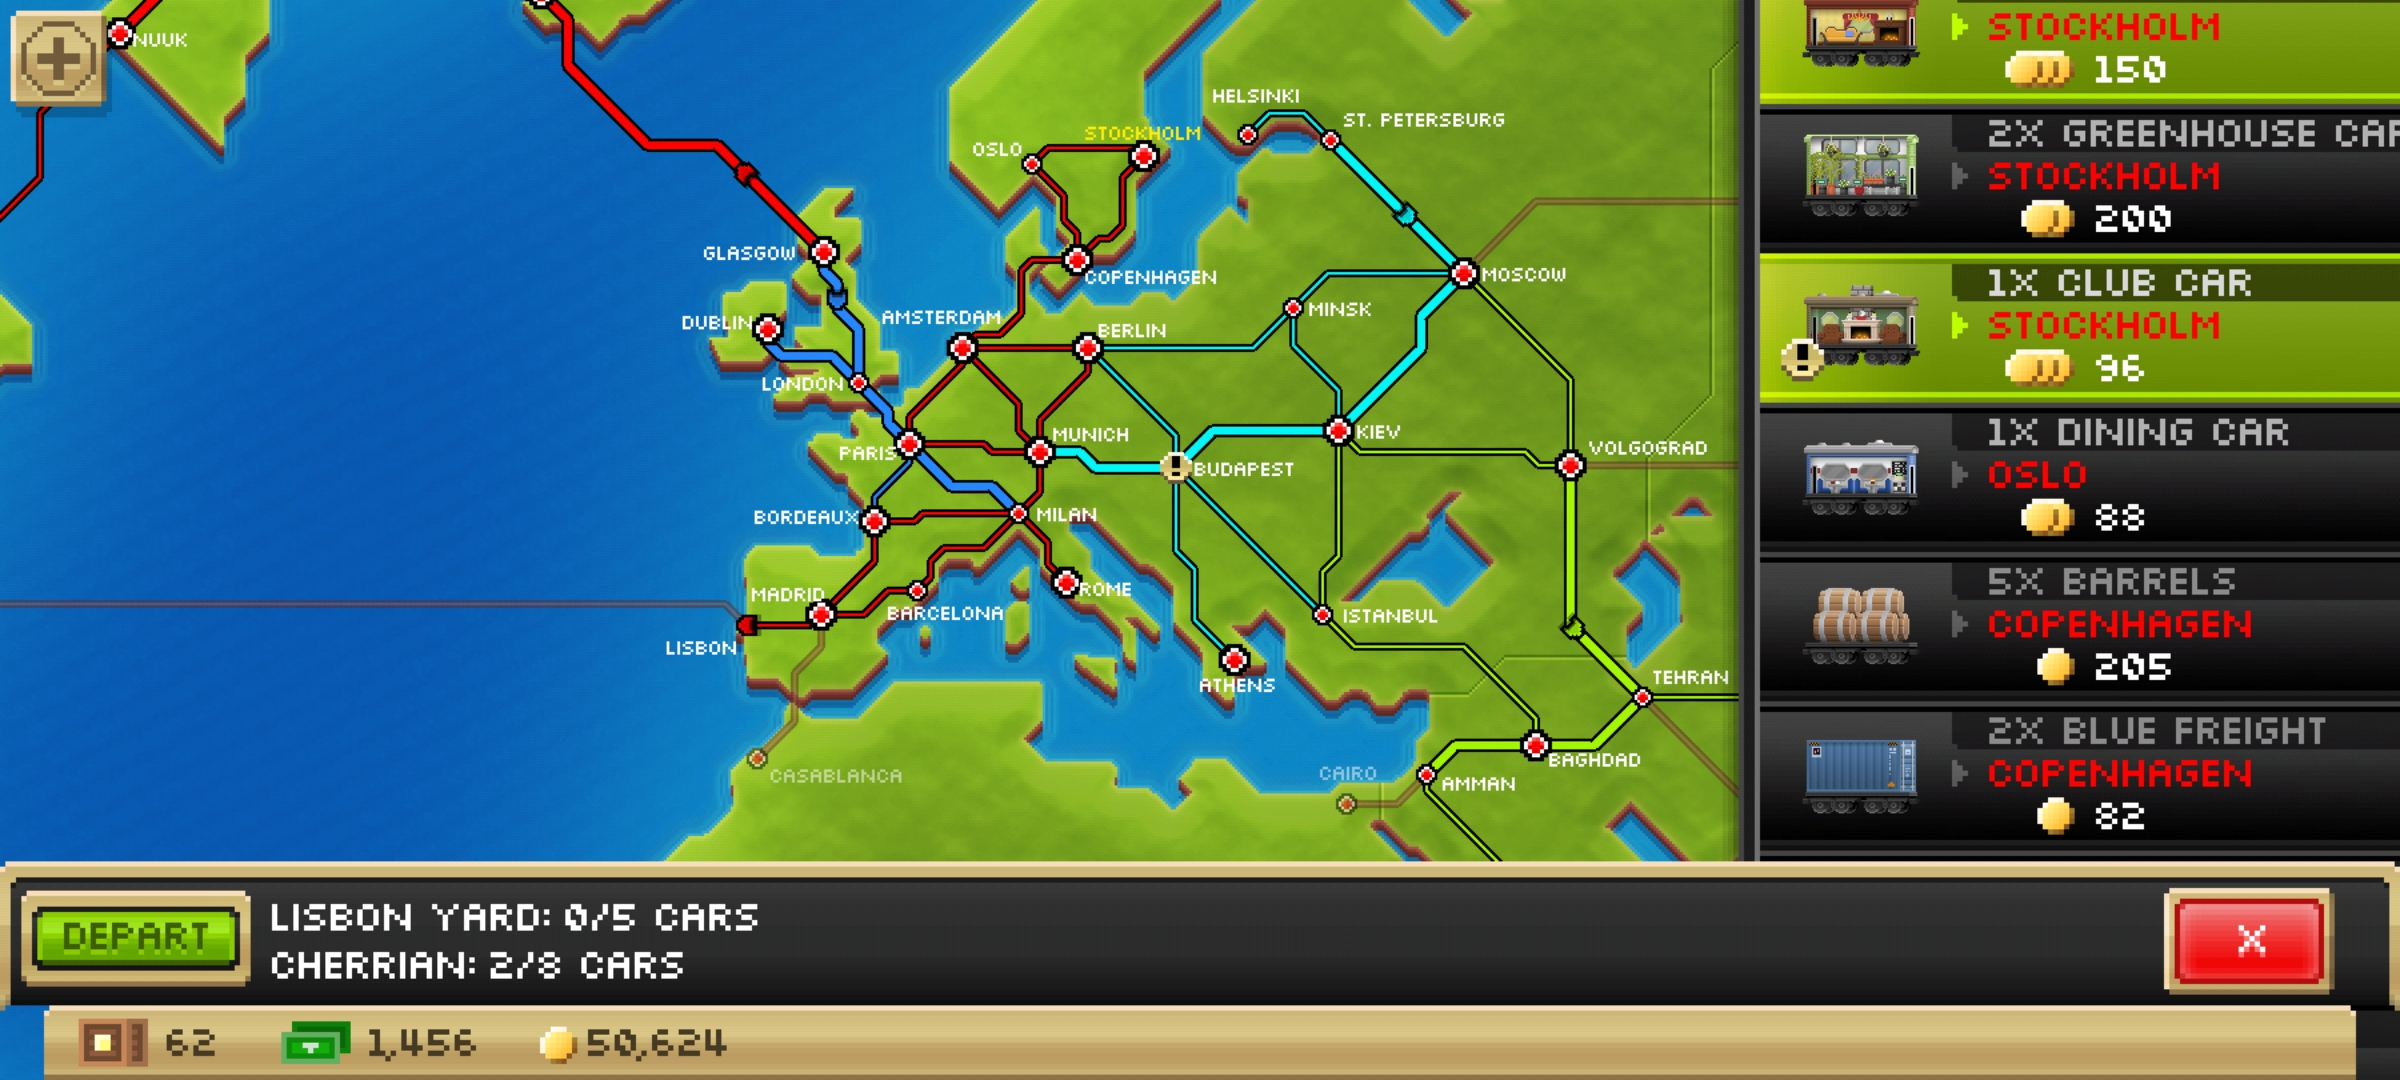 NUUK
HELSINKI
ST. PETERSBURG
STOCKHOLM
OSLO
GLASGOW
MOSCOW
COPENHAGEN
MINSK
DUBLIN
AMSTERDAM
BERLIN
LONDON
MUNICH
KIEV
PARIS
VOLGOGRAD
BUDAPEST
BORDEAUX
MILAN
MADRID
ROME
BARCELONA
ISTANBUL
LISBON
ATHENS
TEHRAN
CASABLANCA
CAIRO
BAGHDAD
AMMAN
STOCKHOLM
150
2X GREENHOUSE CAR
STOCKHOLM
200
1X CLUB CAR
STOCKHOLM
96
1X DINING CAR
OSLO
88
5X BARRELS
COPENHAGEN
205
2X BLUE FREIGHT
COPENHAGEN
82
DEPART
LISBON YARD: 0/5 CARS
CHERRIAN: 2/8 CARS
X
62
1,456
50,624